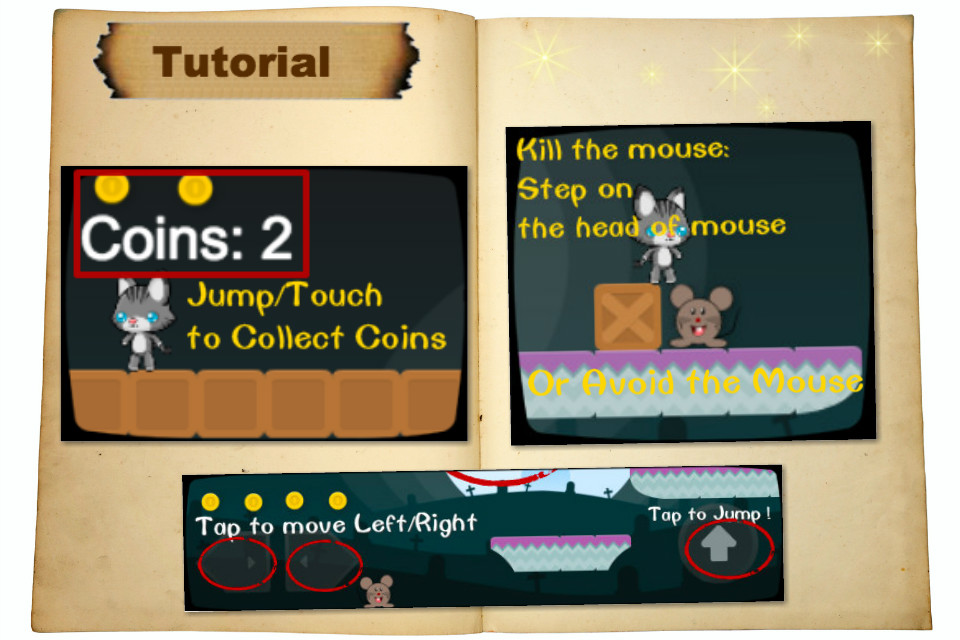 Tutorial
Coins: 2
Jump/Touch
to Collect Coins
Kill the mouse:
Step on
the head of mouse
Or Avoid the Mouse
Tap to move Left/Right
Tap to Jump !